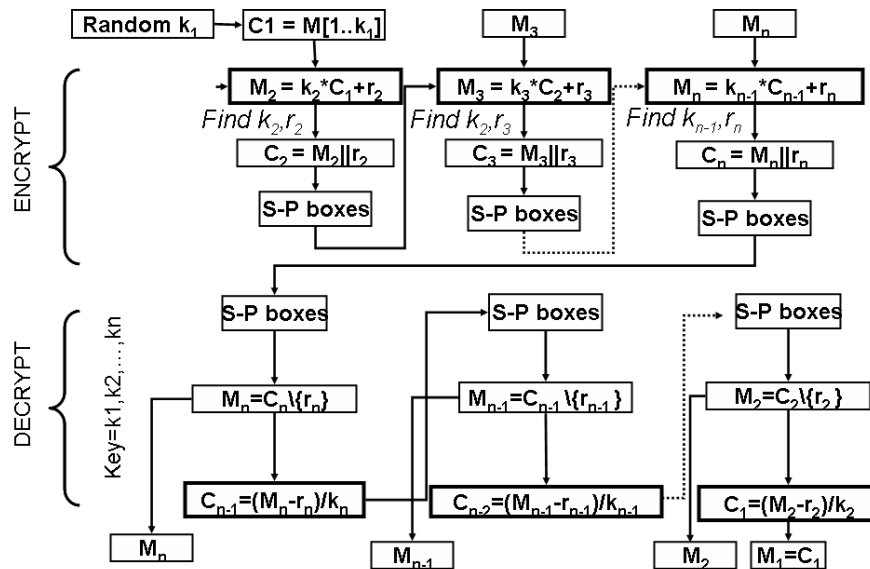 Random k₁
C1 = M[1..k₁]
M₃
Mₙ
ENCRYPT
M₂ = k₂*C₁+r₂
M₃ = k₃*C₂+r₃
Mₙ = kₙ₋₁*Cₙ₋₁+rₙ
Find k₂,r₂
Find k₂,r₃
Find kₙ₋₁,rₙ
C₂ = M₂||r₂
C₃ = M₃||r₃
Cₙ = Mₙ||rₙ
S-P boxes
S-P boxes
S-P boxes
DECRYPT
Key=k1,k2,...,kn
S-P boxes
S-P boxes
S-P boxes
Mₙ=Cₙ\{rₙ}
Mₙ₋₁=Cₙ₋₁\{rₙ₋₁}
M₂=C₂\{r₂}
Cₙ₋₁=(Mₙ-rₙ)/kₙ
Cₙ₋₂=(Mₙ₋₁-rₙ₋₁)/kₙ₋₁
C₁=(M₂-r₂)/k₂
Mₙ
Mₙ₋₁
M₂
M₁=C₁